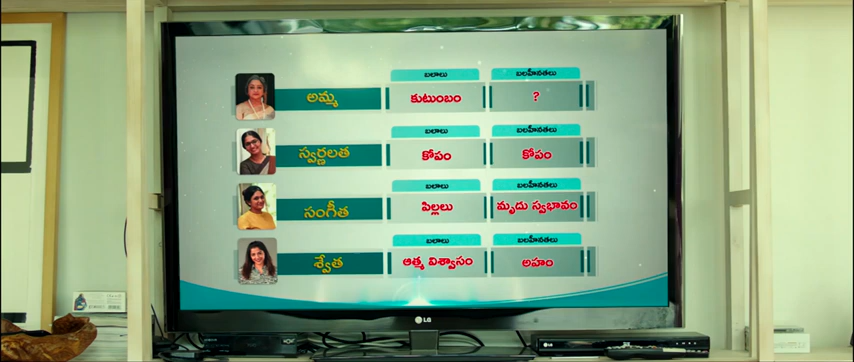 బలాలు బలహీనతలు
అమ్మ కుటుంబం ?
బలాలు బలహీనతలు
స్వర్ణలత కోపం కోపం
బలాలు బలహీనతలు
సంగీత పిల్లలు మృదు స్వభావం
బలాలు బలహీనతలు
శ్వేత ఆత్మ విశ్వాసం అహం
LG